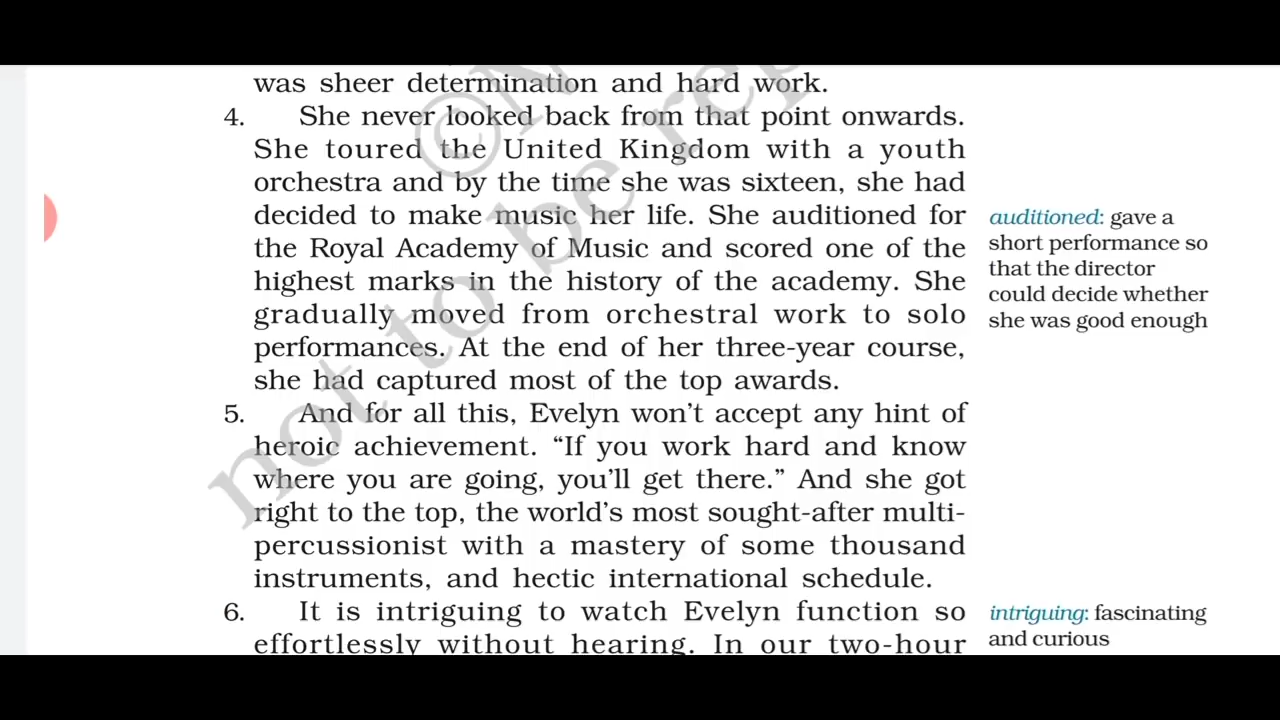 was sheer determination and hard work.
4. She never looked back from that point onwards.
She toured the United Kingdom with a youth
orchestra and by the time she was sixteen, she had
decided to make music her life. She auditioned for
the Royal Academy of Music and scored one of the
highest marks in the history of the academy. She
gradually moved from orchestral work to solo
performances. At the end of her three-year course,
she had captured most of the top awards.
auditioned: gave a
short performance so
that the director
could decide whether
she was good enough
5. And for all this, Evelyn won’t accept any hint of
heroic achievement. “If you work hard and know
where you are going, you’ll get there.” And she got
right to the top, the world’s most sought-after multi-
percussionist with a mastery of some thousand
instruments, and hectic international schedule.
6. It is intriguing to watch Evelyn function so
effortlessly without hearing. In our two-hour
intriguing: fascinating
and curious
©N
not to be rep